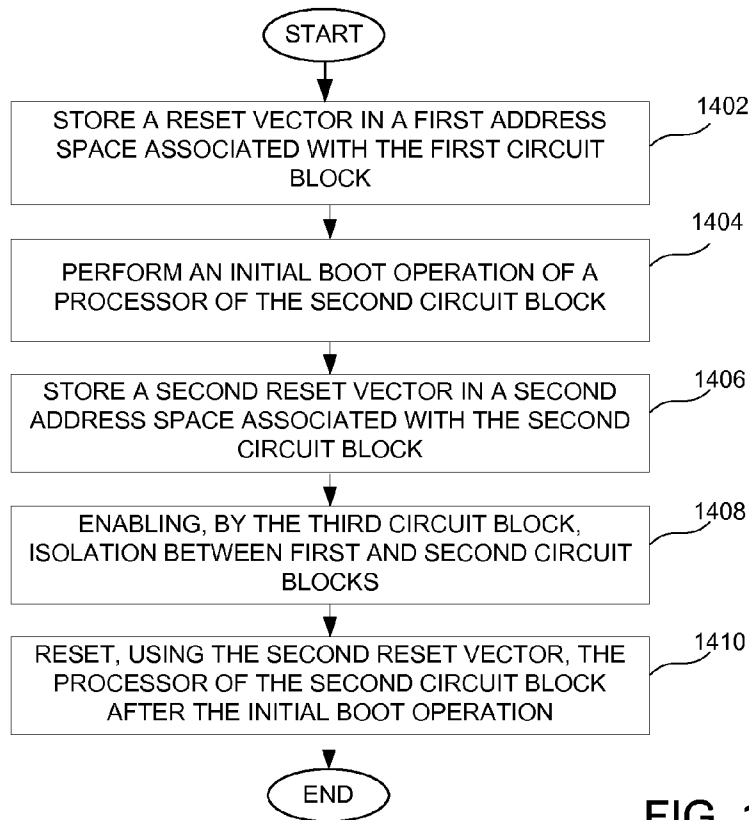 START
STORE A RESET VECTOR IN A FIRST ADDRESS
SPACE ASSOCIATED WITH THE FIRST CIRCUIT
BLOCK
1402
PERFORM AN INITIAL BOOT OPERATION OF A
PROCESSOR OF THE SECOND CIRCUIT BLOCK
1404
STORE A SECOND RESET VECTOR IN A SECOND
ADDRESS SPACE ASSOCIATED WITH THE SECOND
CIRCUIT BLOCK
1406
ENABLING, BY THE THIRD CIRCUIT BLOCK,
ISOLATION BETWEEN FIRST AND SECOND CIRCUIT
BLOCKS
1408
RESET, USING THE SECOND RESET VECTOR, THE
PROCESSOR OF THE SECOND CIRCUIT BLOCK
AFTER THE INITIAL BOOT OPERATION
1410
END
FIG.